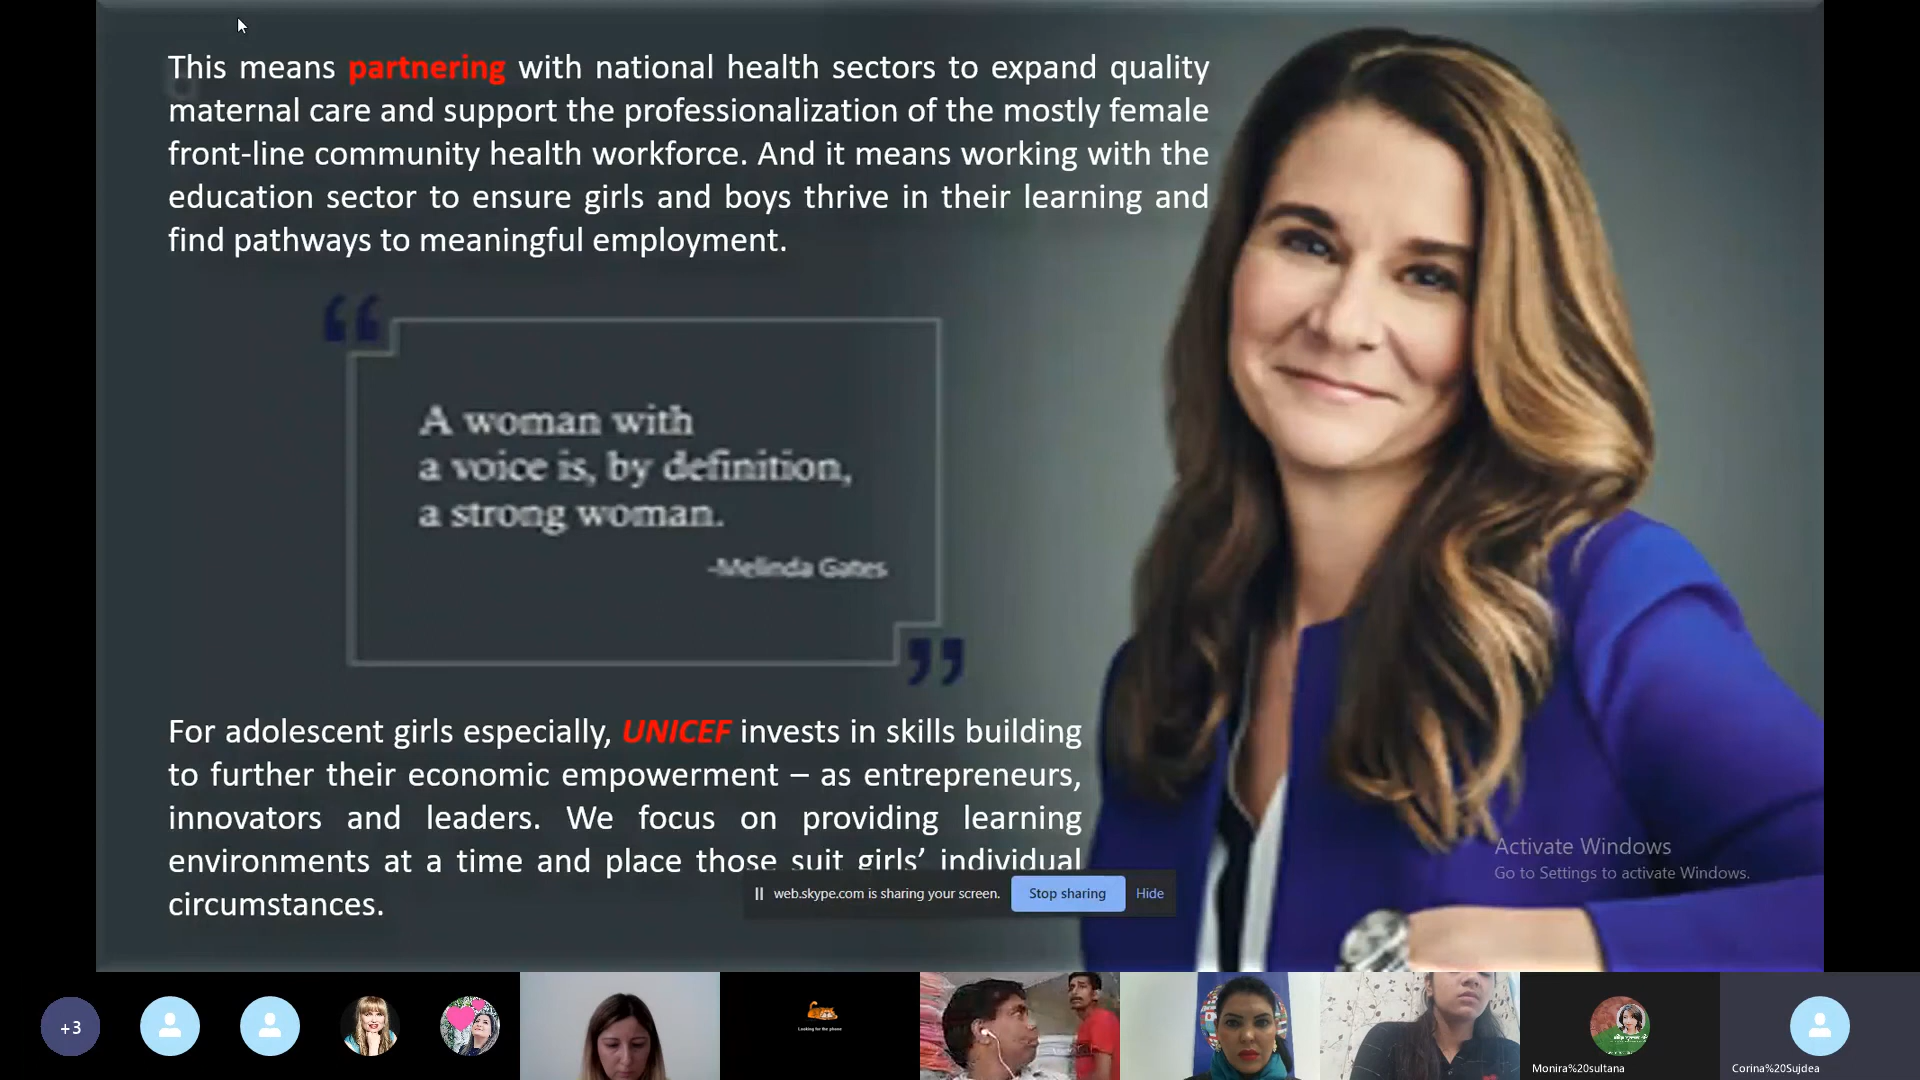 This means partnering with national health sectors to expand quality
maternal care and support the professionalization of the mostly female
front-line community health workforce. And it means working with the
education sector to ensure girls and boys thrive in their learning and
find pathways to meaningful employment.
“
A woman with
a voice is, by definition,
a strong woman.
-Melinda Gates
”
For adolescent girls especially, UNICEF invests in skills building
to further their economic empowerment – as entrepreneurs,
innovators and leaders. We focus on providing learning
environments at a time and place those suit girls’ individual
circumstances.
Activate Windows
Go to Settings to activate Windows.
web.skype.com is sharing your screen. Stop sharing Hide
+3
Looking for the phone
Monira%20sultana
Corina%20Sujdea